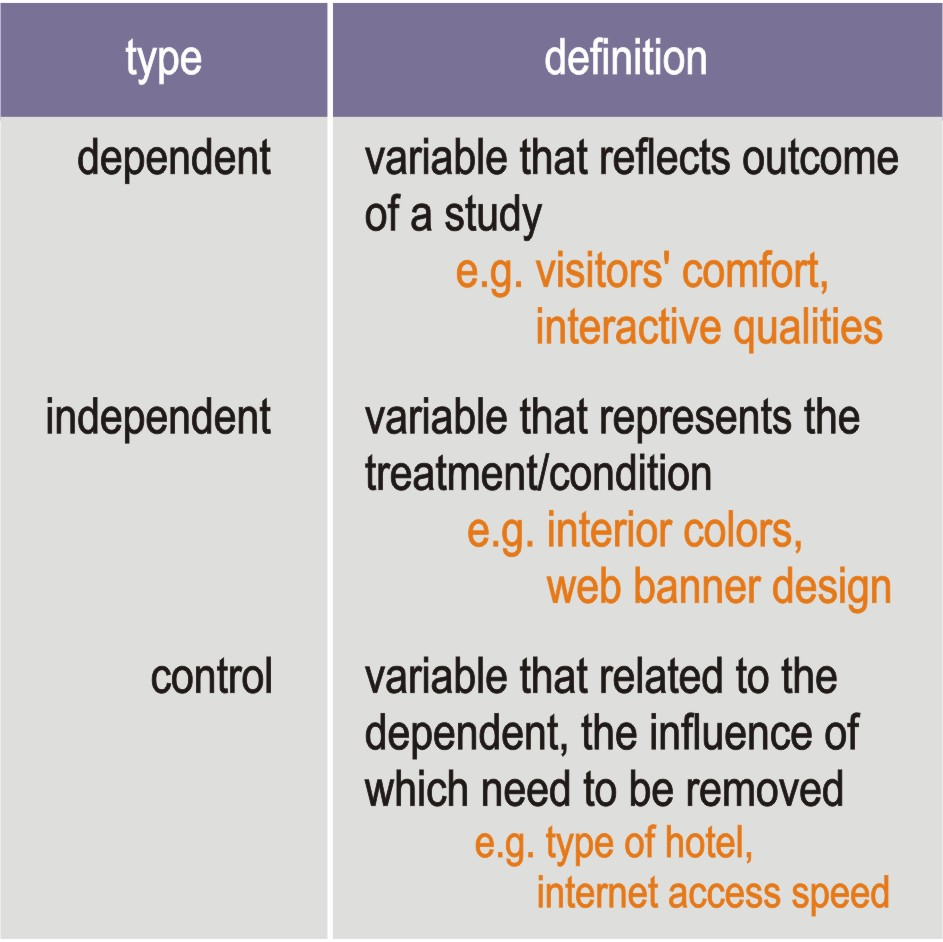 type definition
dependent variable that reflects outcome
of a study
e.g. visitors' comfort,
interactive qualities
independent variable that represents the
treatment/condition
e.g. interior colors,
web banner design
control variable that related to the
dependent, the influence of
which need to be removed
e.g. type of hotel,
internet access speed